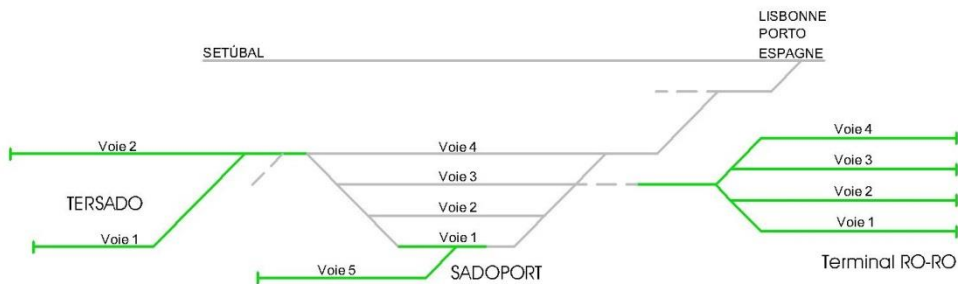 LISBONNE
PORTO
SETÚBAL
ESPAGNE
Voie 4
Voie 2
Voie 4
Voie 3
Voie 3
TERSADO
Voie 2
Voie 2
Voie 1
Voie 1
Voie 1
Voie 5
SADOPORT
Terminal RO-RO